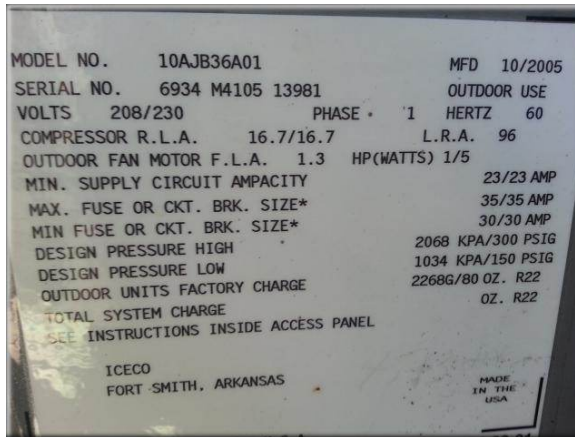 MODEL NO. 10AJB36A01 MFD 10/2005
SERIAL NO. 6934 M4105 13981 OUTDOOR USE
VOLTS 208/230 PHASE 1 HERTZ 60
COMPRESSOR R.L.A. 16.7/16.7 L.R.A. 96
OUTDOOR FAN MOTOR F.L.A. 1.3 HP(WATTS) 1/5
MIN. SUPPLY CIRCUIT AMPACITY 23/23 AMP
MAX. FUSE OR CKT. BRK. SIZE* 35/35 AMP
MIN FUSE OR CKT. BRK. SIZE* 30/30 AMP
DESIGN PRESSURE HIGH 2068 KPA/300 PSIG
DESIGN PRESSURE LOW 1034 KPA/150 PSIG
OUTDOOR UNITS FACTORY CHARGE 2268G/80 OZ. R22
TOTAL SYSTEM CHARGE OZ. R22
SEE INSTRUCTIONS INSIDE ACCESS PANEL
ICECO
FORT SMITH, ARKANSAS
MADE
IN THE
USA